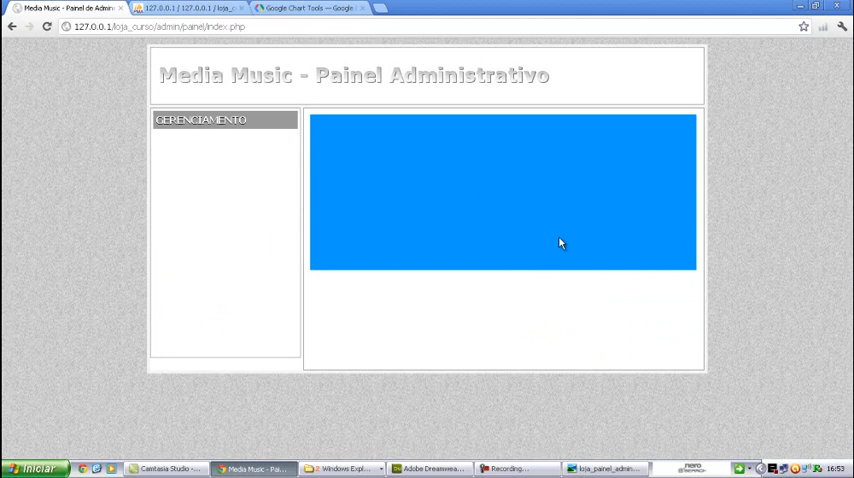 Media Music - Painel de Admin
127.0.0.1 / 127.0.0.1 / loja_c
Google Chart Tools — Google
127.0.0.1/loja_curso/admin/painel/index.php
Media Music - Painel Administrativo
GERENCIAMENTO
Iniciar
Camtasia Studio -...
Media Music - Pai...
2 Windows Expl...
Adobe Dreamwea...
Recording...
loja_painel_admin...
nero
SEARCH
16:53